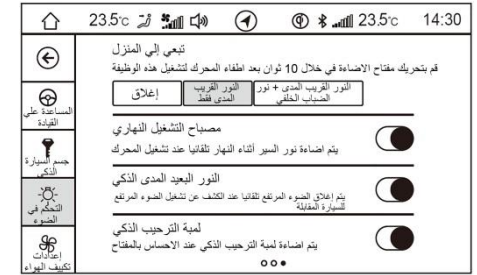 23.5°c
23.5°c
14:30
تبعي إلي المنزل
قم بتحريك مفتاح الاضاءة في خلال 10 ثوان بعد اطفاء المحرك لتشغيل هذه الوظيفة
إغلاق
النور القريب
المدى فقط
النور القريب المدى + نور
الضباب الخلفي
مصباح التشغيل النهاري
يتم اضاءة نور السير أثناء النهار تلقائيا عند تشغيل المحرك
النور البعيد المدى الذكي
يتم إغلاق الضوء المرتفع تلقائيا عند الكشف عن تشغيل الضوء المرتفع
للسيارة المقابلة
لمبة الترحيب الذكي
يتم اضاءة لمبة الترحيب الذكي عند الاحساس بالمفتاح
المساعدة علي
القيادة
جسم السيارة
الذكي
التحكم في
الضوء
إعدادات
تكييف الهواء